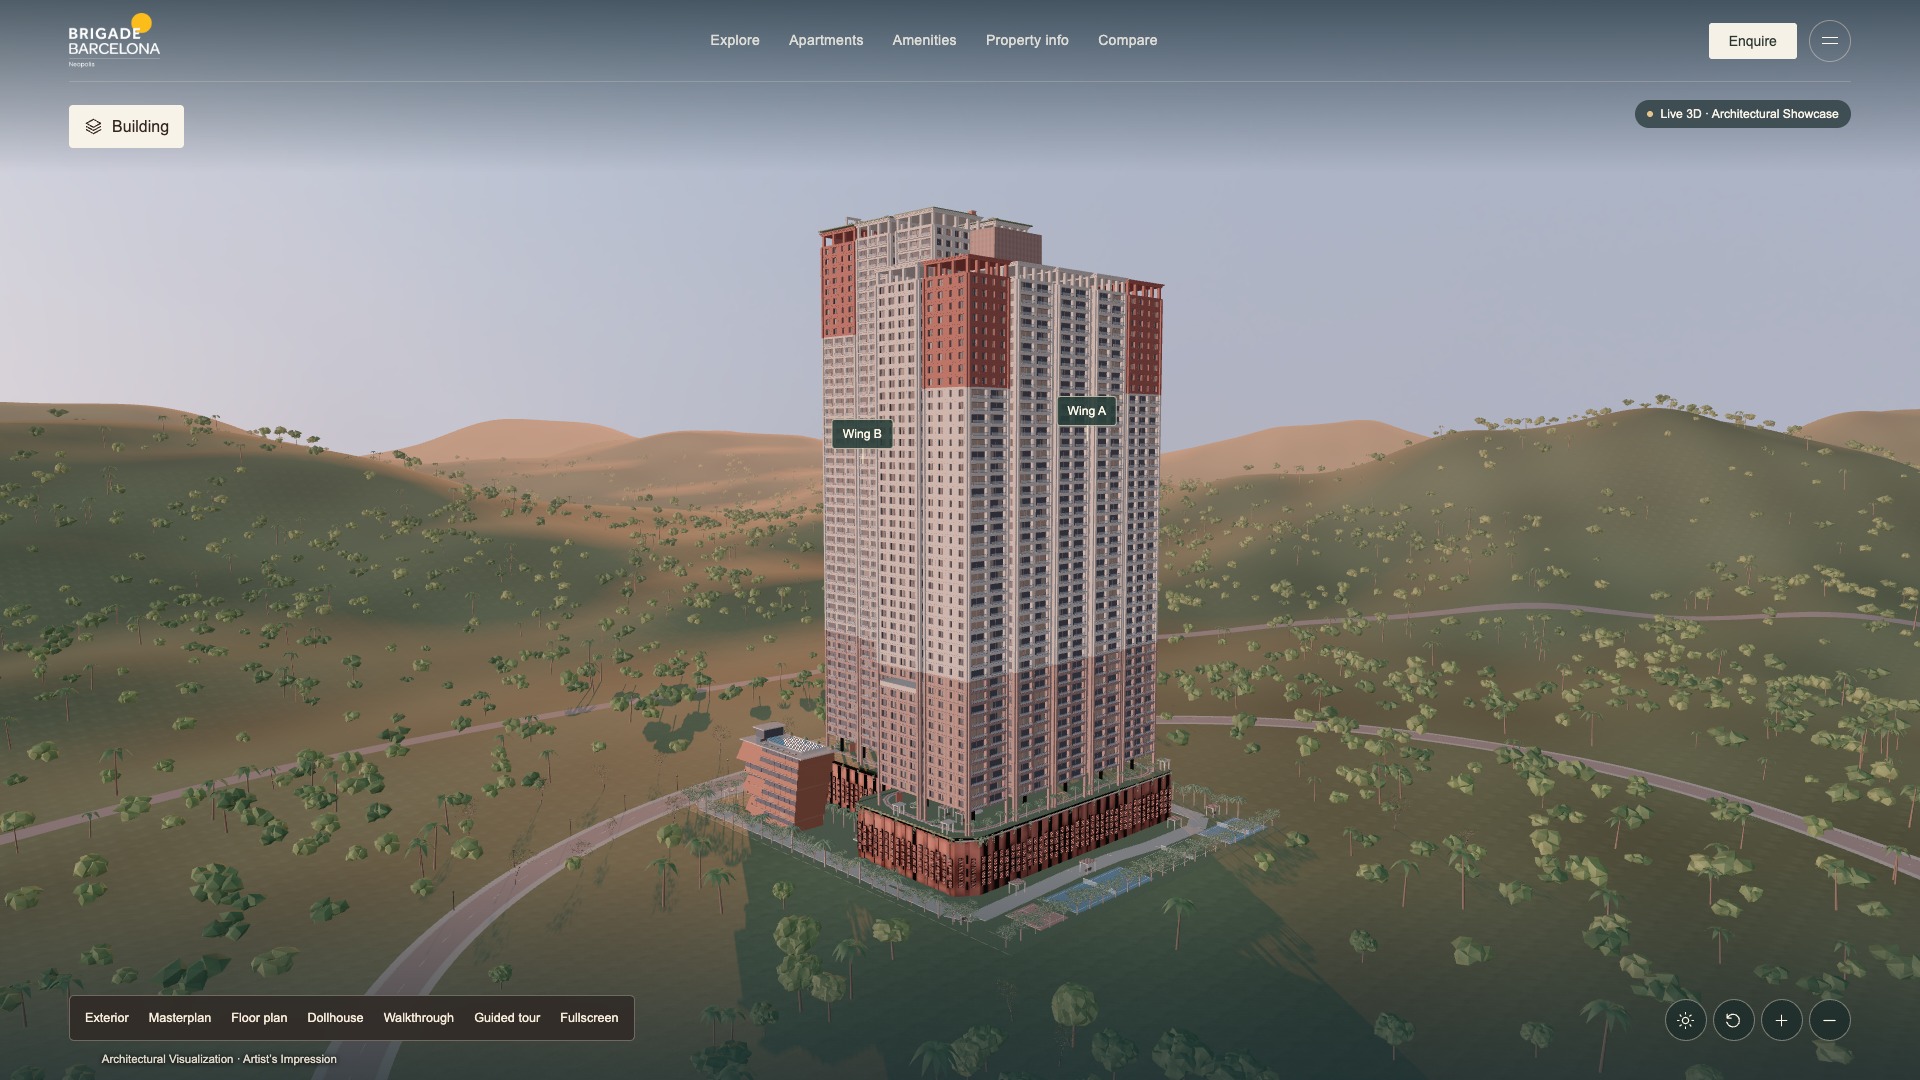 BRIGADE
BARCELONA
Neopolis
Explore
Apartments
Amenities
Property info
Compare
Enquire
Building
Live 3D · Architectural Showcase
Wing A
Wing B
Exterior
Masterplan
Floor plan
Dollhouse
Walkthrough
Guided tour
Fullscreen
Architectural Visualization · Artist's Impression